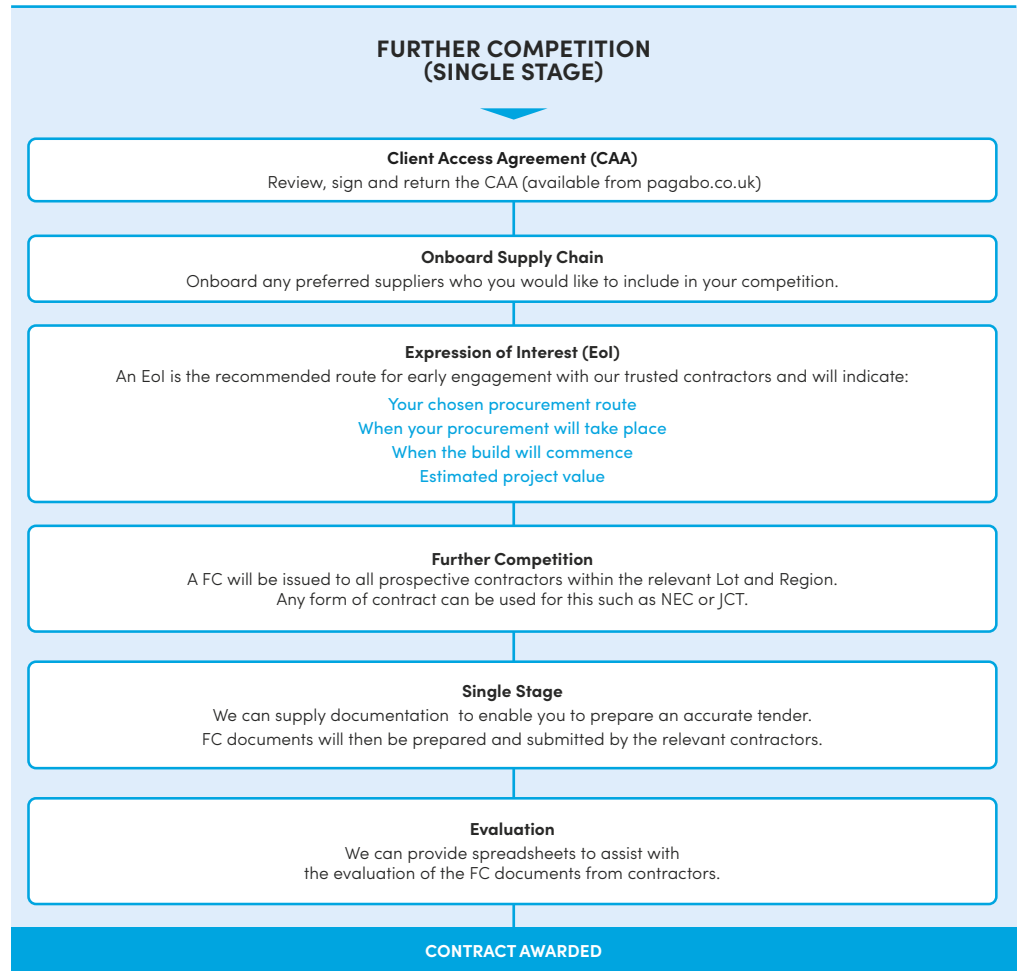 FURTHER COMPETITION
(SINGLE STAGE)
Client Access Agreement (CAA)
Review, sign and return the CAA (available from pagabo.co.uk)
Onboard Supply Chain
Onboard any preferred suppliers who you would like to include in your competition.
Expression of Interest (EoI)
An EoI is the recommended route for early engagement with our trusted contractors and will indicate:
Your chosen procurement route
When your procurement will take place
When the build will commence
Estimated project value
Further Competition
A FC will be issued to all prospective contractors within the relevant Lot and Region.
Any form of contract can be used for this such as NEC or JCT.
Single Stage
We can supply documentation  to enable you to prepare an accurate tender.
FC documents will then be prepared and submitted by the relevant contractors.
Evaluation
We can provide spreadsheets to assist with
the evaluation of the FC documents from contractors.
CONTRACT AWARDED